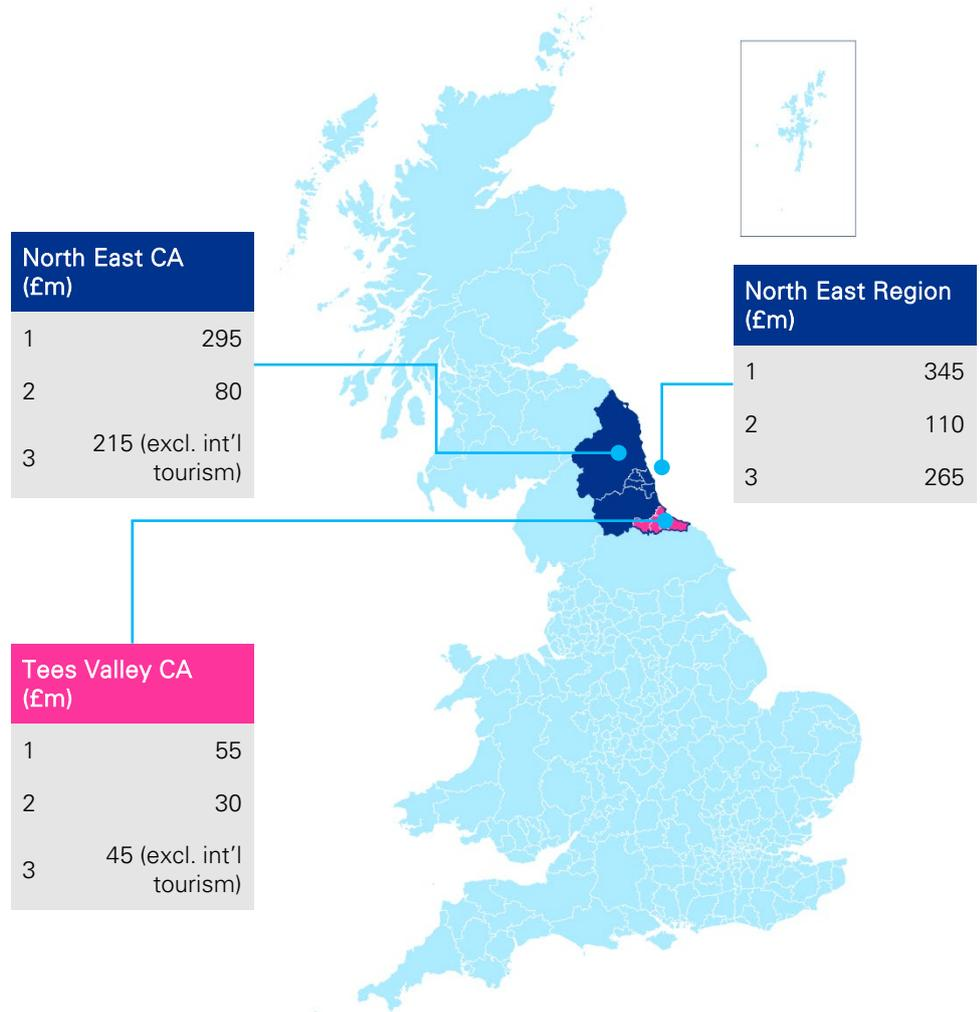 North East CA
(£m)
1 295
2 80
3 215 (excl. int'l
tourism)
North East Region
(£m)
1 345
2 110
3 265
Tees Valley CA
(£m)
1 55
2 30
3 45 (excl. int'l
tourism)